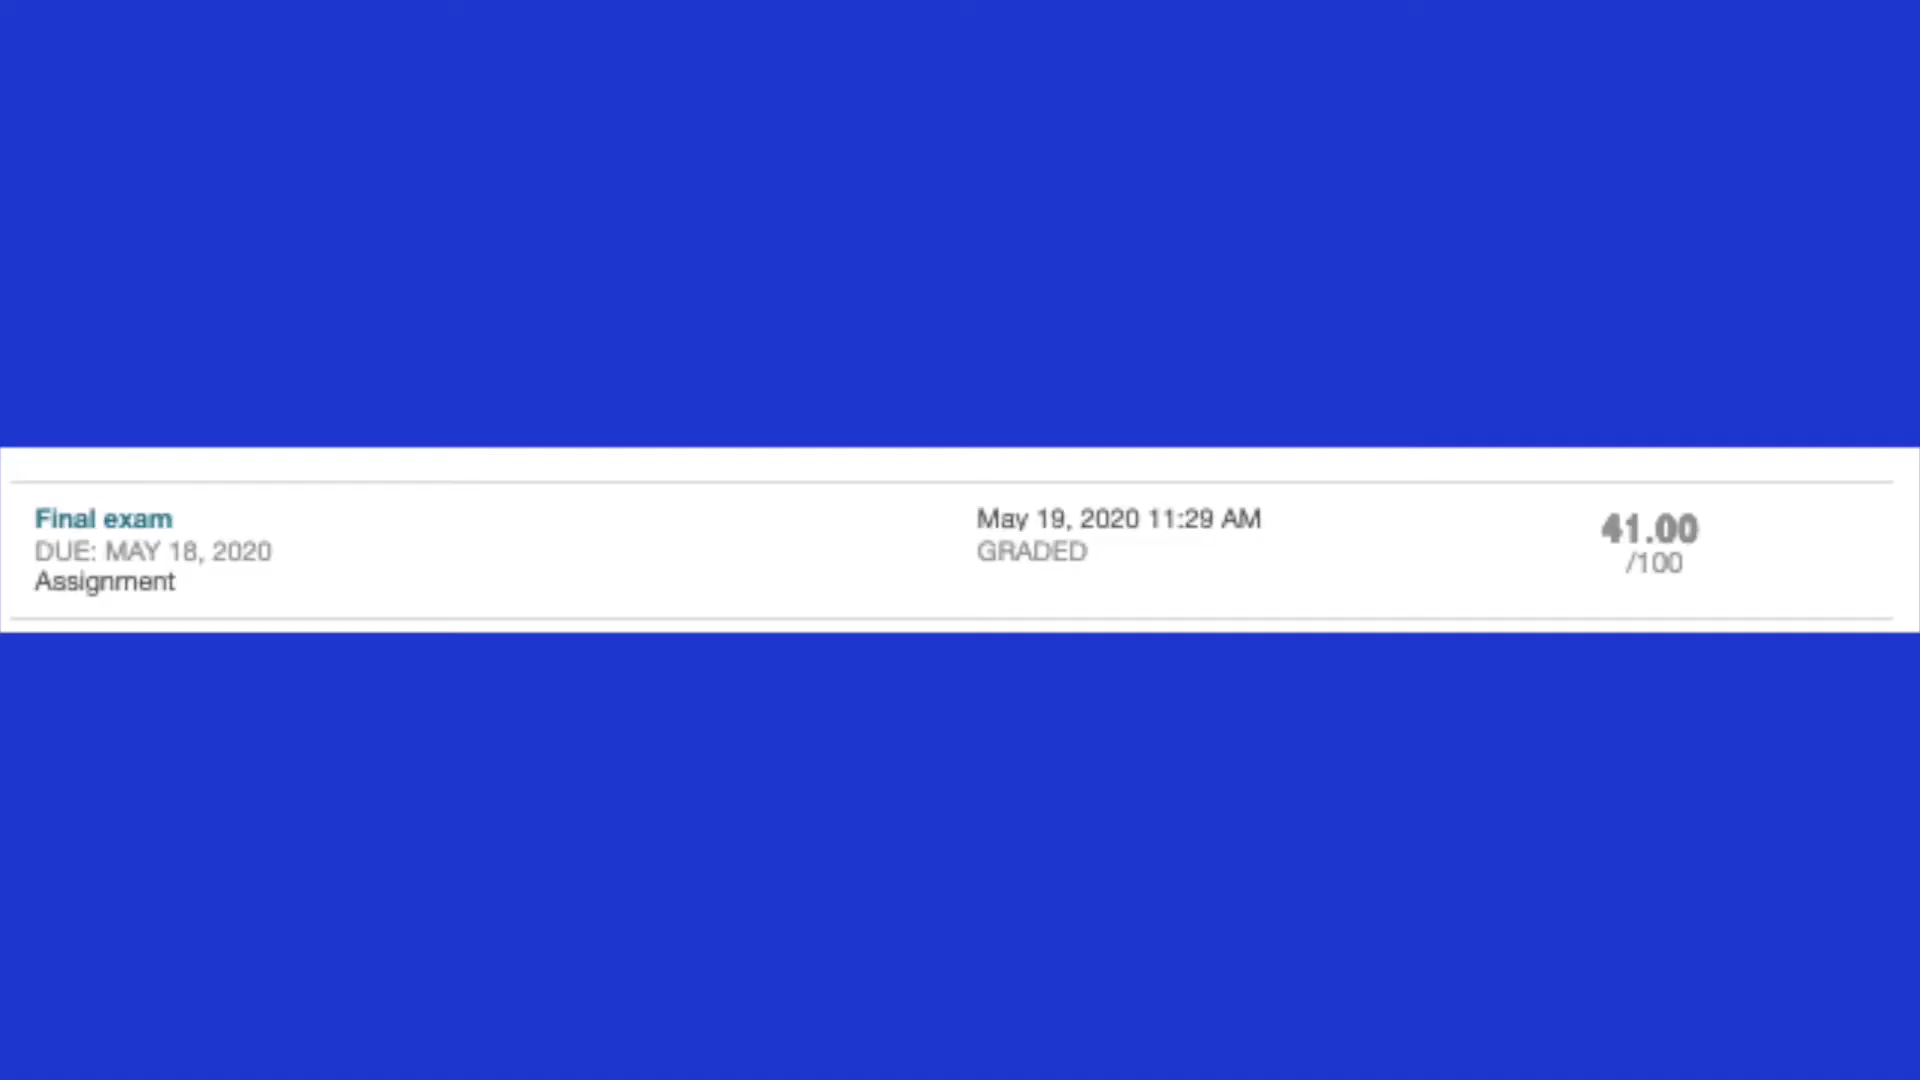 Final exam
DUE: MAY 18, 2020
Assignment
May 19, 2020 11:29 AM
GRADED
41.00
/100